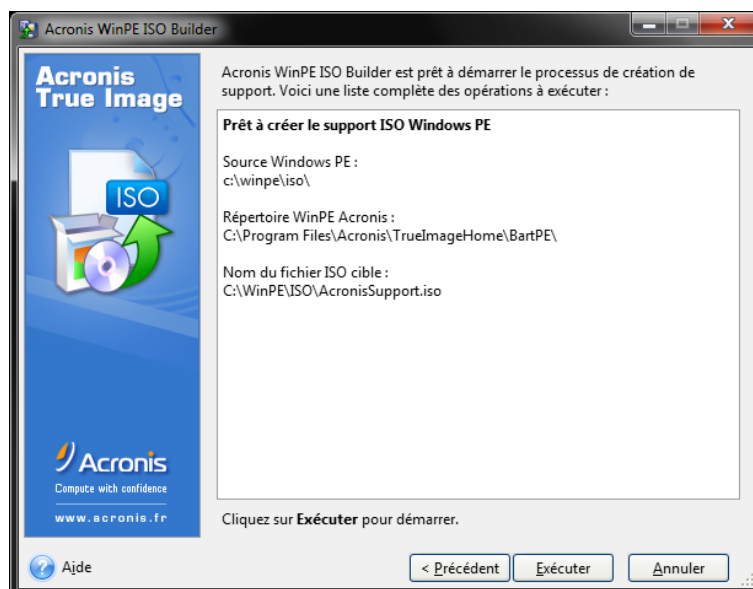 Acronis WinPE ISO Builder
Acronis
True Image
ISO
Acronis
Compute with confidence
www.acronis.fr
Acronis WinPE ISO Builder est prêt à démarrer le processus de création de
support. Voici une liste complète des opérations à exécuter :
Prêt à créer le support ISO Windows PE
Source Windows PE :
c:\winpe\iso\
Répertoire WinPE Acronis :
C:\Program Files\Acronis\TrueImageHome\BartPE\
Nom du fichier ISO cible :
C:\WinPE\ISO\AcronisSupport.iso
Cliquez sur Exécuter pour démarrer.
Aide
< Précédent
Exécuter
Annuler